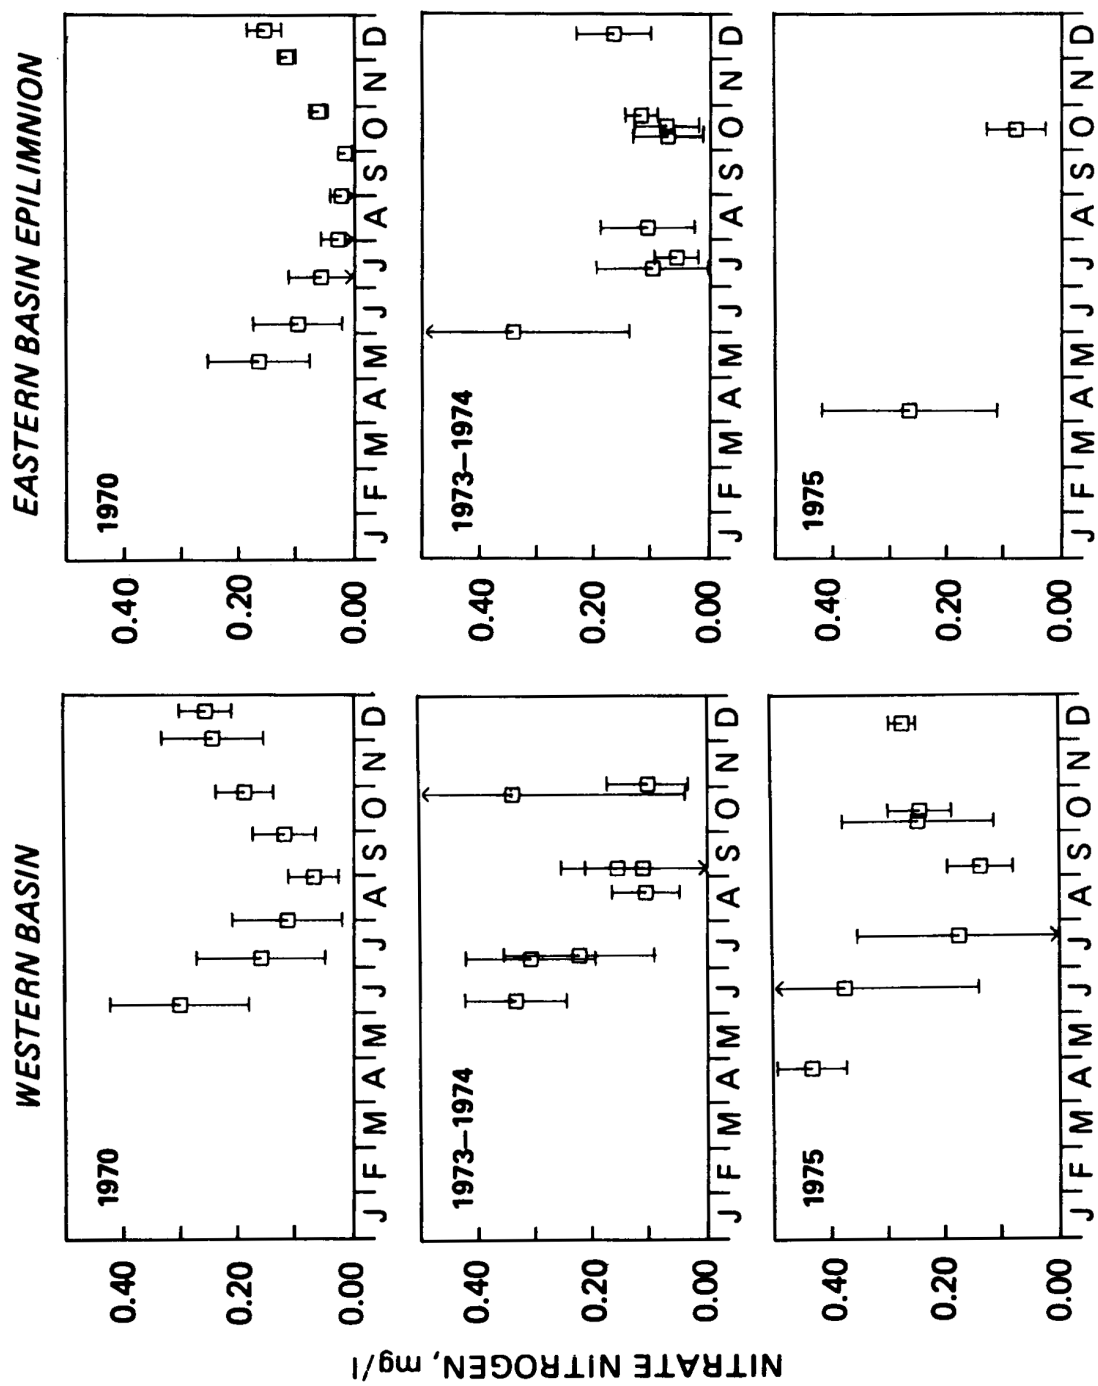 WESTERN BASIN
EASTERN BASIN EPILIMNION
NITRATE NITROGEN, mg/l
1970
0.40
0.20
0.00
J F M A M J J A S O N D
1970
0.40
0.20
0.00
J F M A M J J A S O N D
1973–1974
0.40
0.20
0.00
J F M A M J J A S O N D
1973–1974
0.40
0.20
0.00
J F M A M J J A S O N D
1975
0.40
0.20
0.00
J F M A M J J A S O N D
1975
0.40
0.20
0.00
J F M A M J J A S O N D